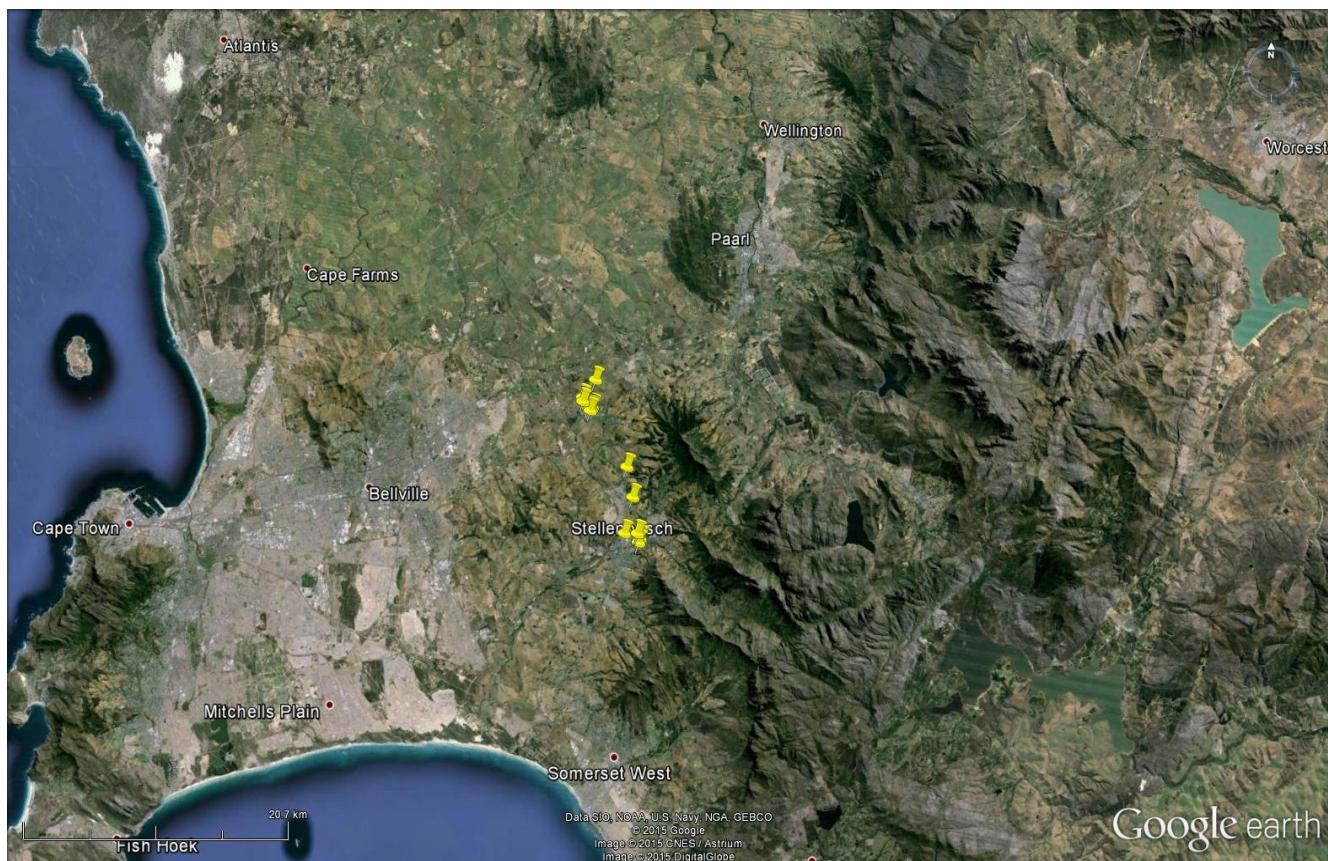 Atlantis
N
Wellington
Worcest
Paarl
Cape Farms
Bellville
Cape Town
Stellenbosch
Mitchells Plain
Somerset West
20.7 km
Fish Hoek
Data SIO, NOAA, U.S. Navy, NGA, GEBCO
© 2015 Google
Image © 2015 CNES / Astrium
Image © 2015 DigitalGlobe
Google earth